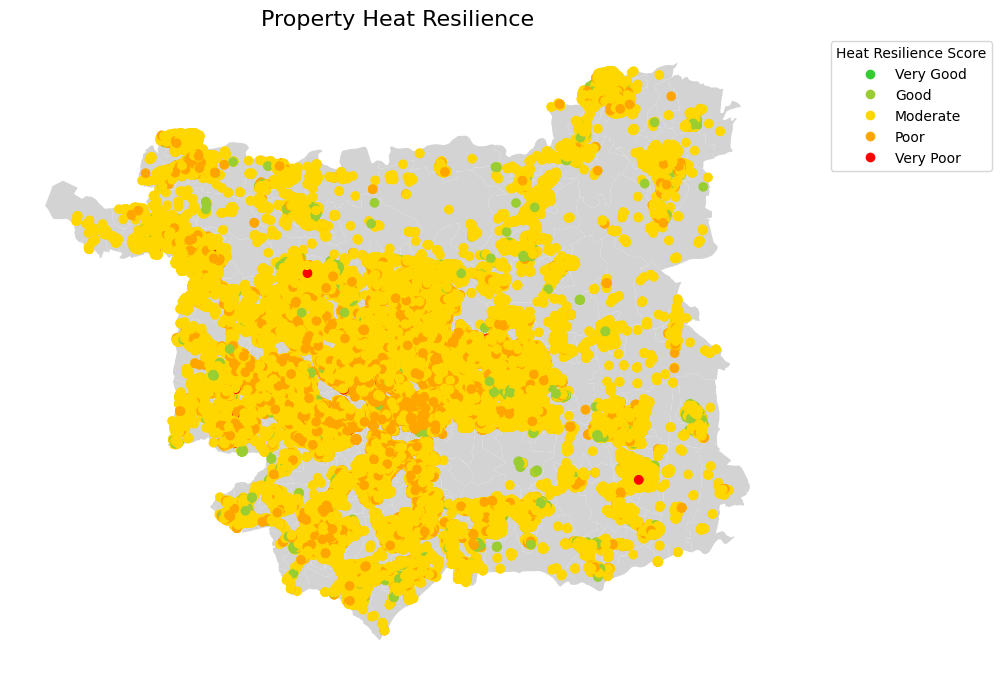 Property Heat Resilience
Heat Resilience Score
Very Good
Good
Moderate
Poor
Very Poor